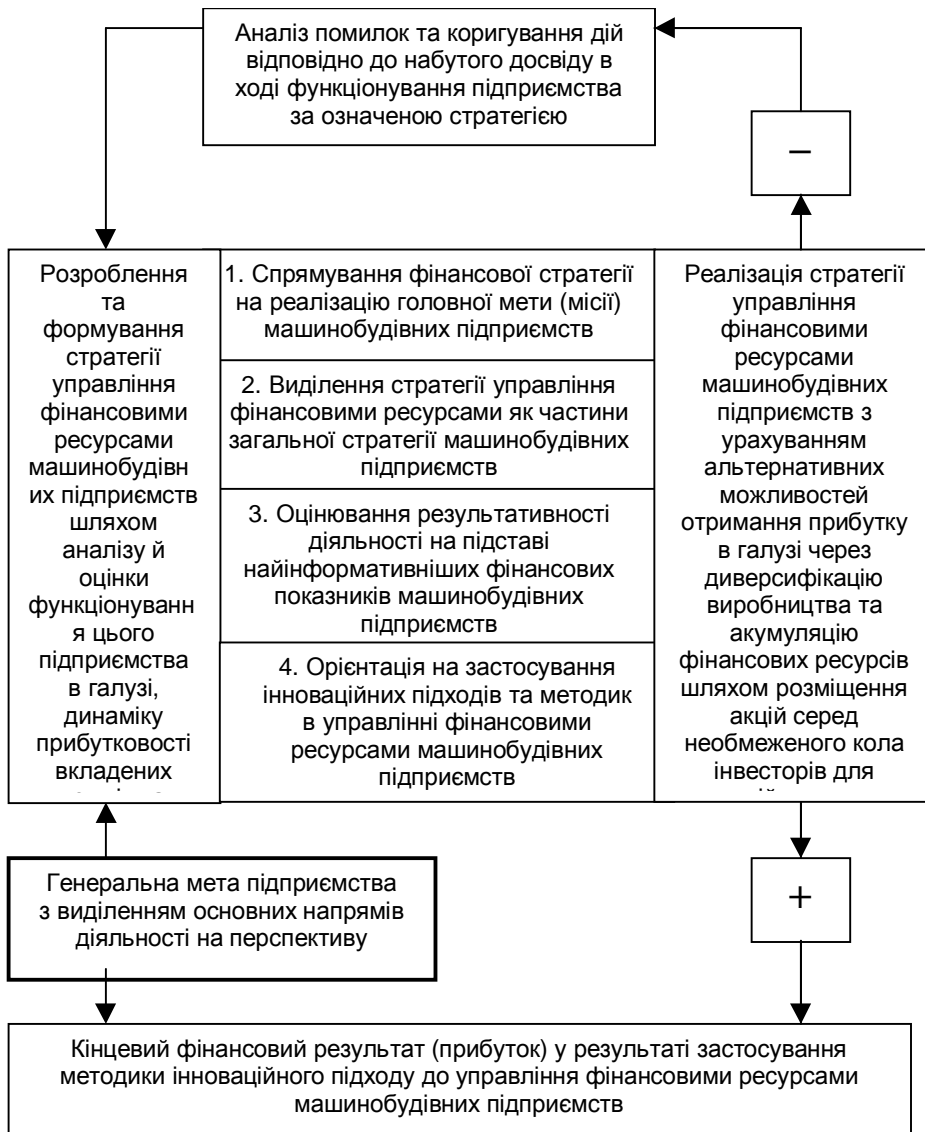 Аналіз помилок та коригування дій
відповідно до набутого досвіду в
ході функціонування підприємства
за означеною стратегією
−
Розроблення
та
формування
стратегії
управління
фінансовими
ресурсами
машинобудівн
их підприємств
шляхом
аналізу й
оцінки
функціонуванн
я цього
підприємства
в галузі,
динаміку
прибутковості
вкладених
1. Спрямування фінансової стратегії
на реалізацію головної мети (місії)
машинобудівних підприємств
2. Виділення стратегії управління
фінансовими ресурсами як частини
загальної стратегії машинобудівних
підприємств
3. Оцінювання результативності
діяльності на підставі
найінформативніших фінансових
показників машинобудівних
підприємств
4. Орієнтація на застосування
інноваційних підходів та методик
в управлінні фінансовими
ресурсами машинобудівних
підприємств
Реалізація стратегії
управління
фінансовими
ресурсами
машинобудівних
підприємств з
урахуванням
альтернативних
можливостей
отримання прибутку
в галузі через
диверсифікацію
виробництва та
акумуляцію
фінансових ресурсів
шляхом розміщення
акцій серед
необмеженого кола
інвесторів для
Генеральна мета підприємства
з виділенням основних напрямів
діяльності на перспективу
+
Кінцевий фінансовий результат (прибуток) у результаті застосування
методики інноваційного підходу до управління фінансовими ресурсами
машинобудівних підприємств